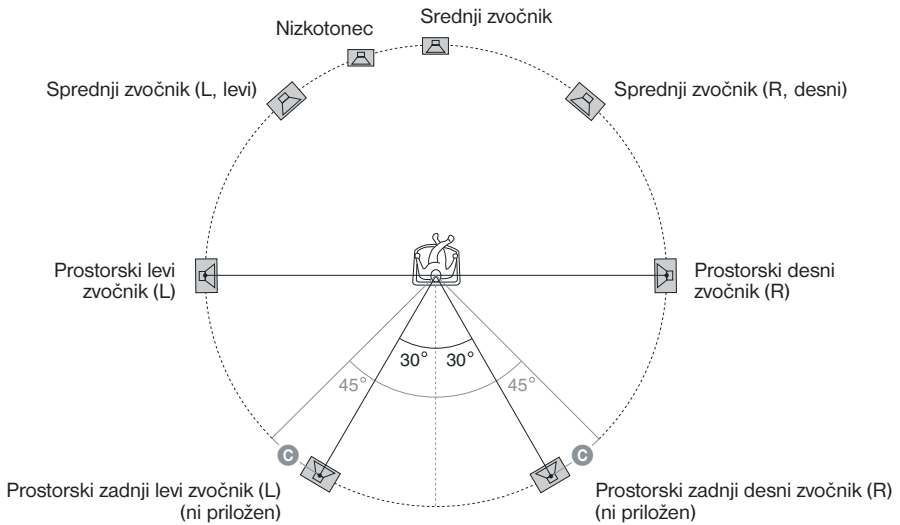 Srednji zvočnik
Nizkotonec
Sprednji zvočnik (L, levi)
Sprednji zvočnik (R, desni)
Prostorski levi
zvočnik (L)
Prostorski desni
zvočnik (R)
30° 30°
45° 45°
C C
Prostorski zadnji levi zvočnik (L)
(ni priložen)
Prostorski zadnji desni zvočnik (R)
(ni priložen)